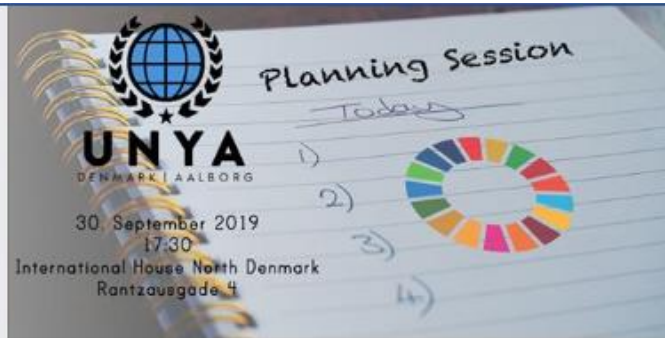 Planning Session
Today
UNYA
DENMARK | AALBORG
1)
2)
3)
4)
30. September 2019
17:30
International House North Denmark
Rantzausgade 4